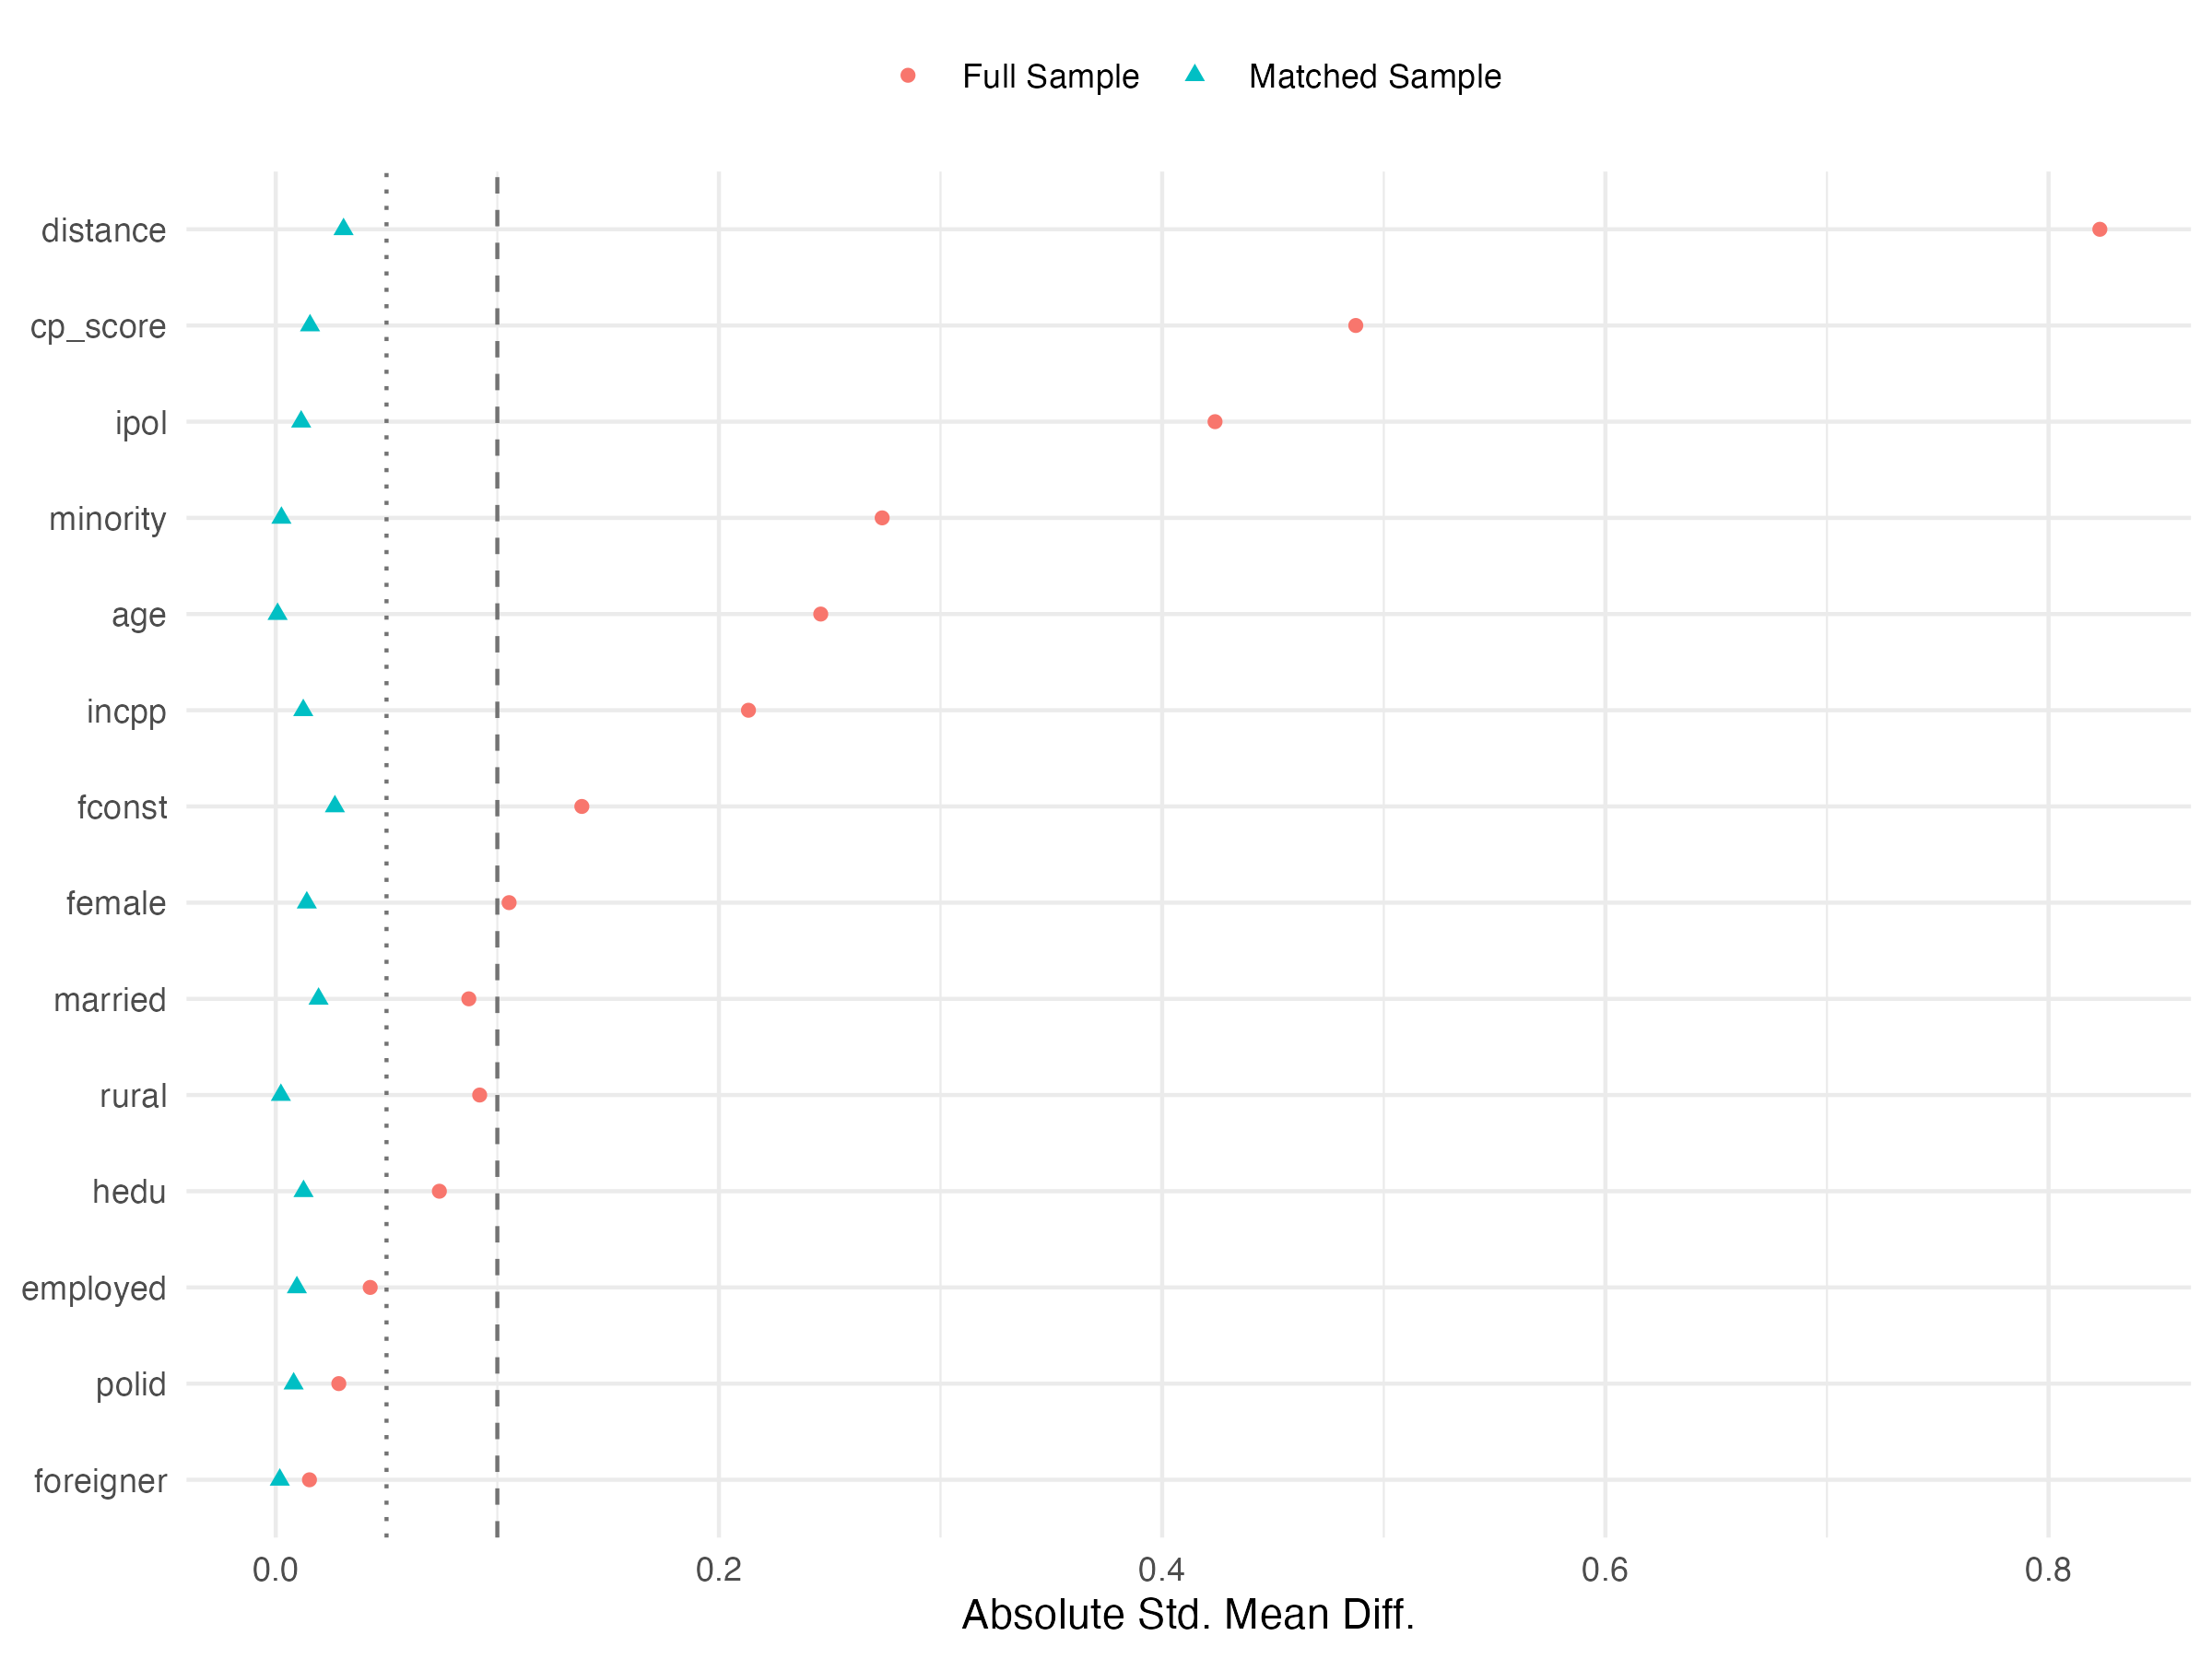 Full Sample Matched Sample
distance
cp_score
ipol
minority
age
incpp
fconst
female
married
rural
hedu
employed
polid
foreigner
0.0 0.2 0.4 0.6 0.8
Absolute Std. Mean Diff.